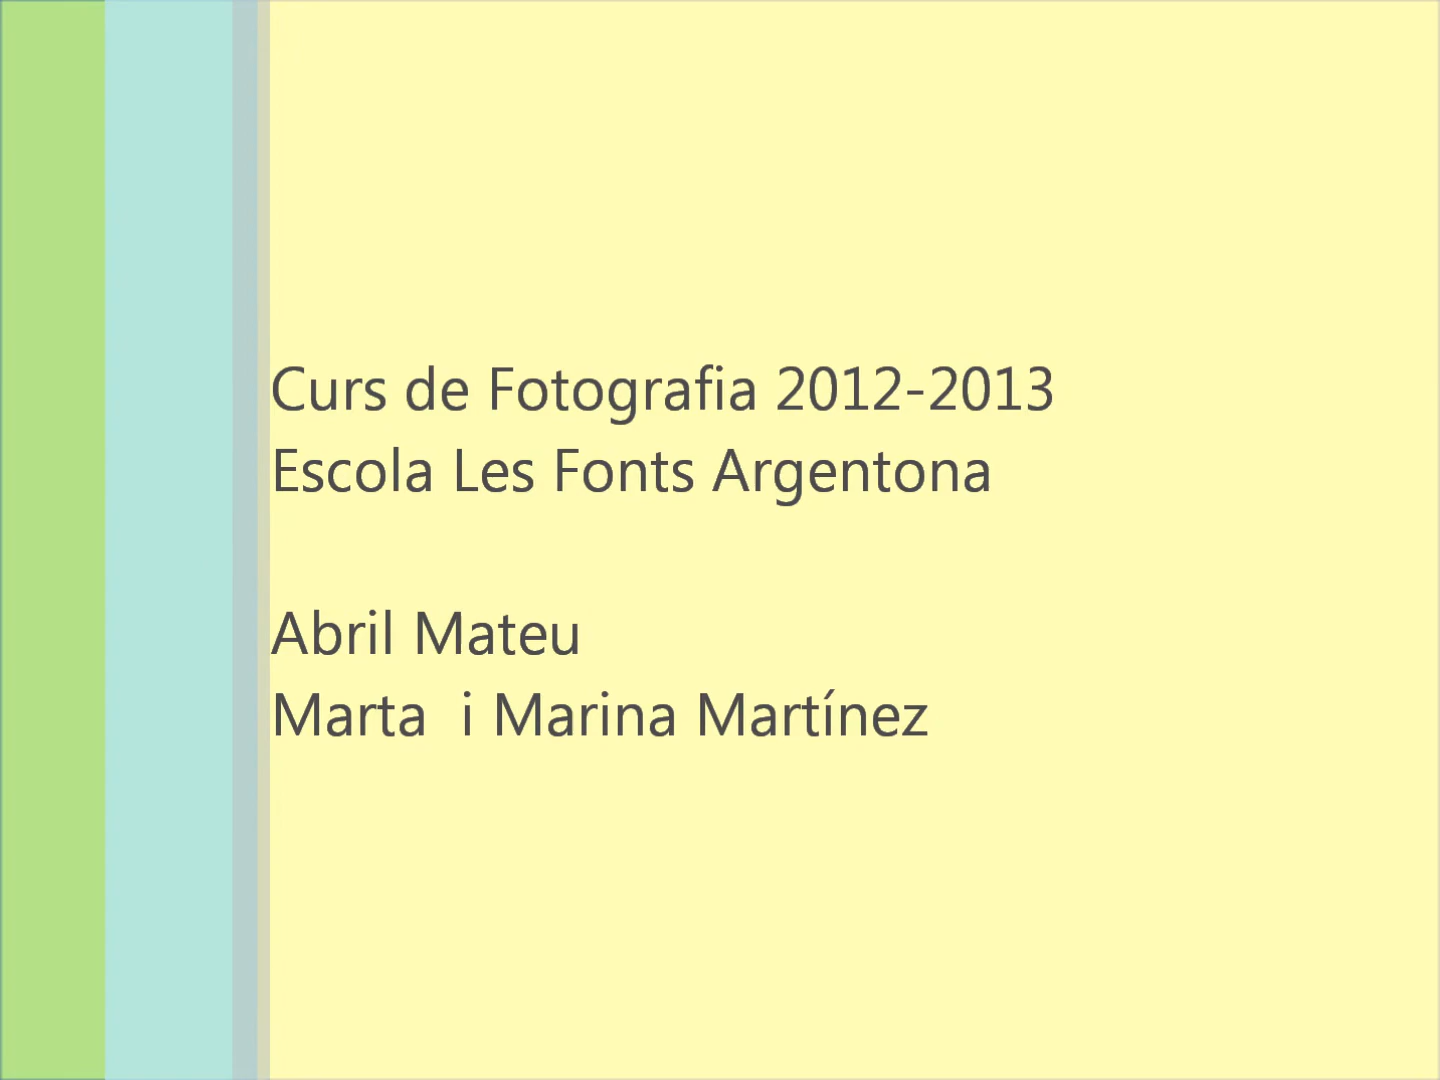 Curs de Fotografia 2012-2013
Escola Les Fonts Argentona
Abril Mateu
Marta  i Marina Martínez